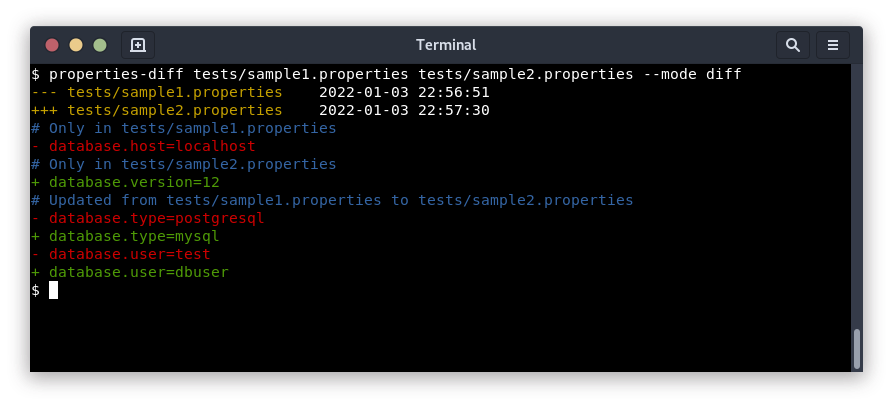 Terminal
$ properties-diff tests/sample1.properties tests/sample2.properties --mode diff
--- tests/sample1.properties    2022-01-03 22:56:51
+++ tests/sample2.properties    2022-01-03 22:57:30
# Only in tests/sample1.properties
- database.host=localhost
# Only in tests/sample2.properties
+ database.version=12
# Updated from tests/sample1.properties to tests/sample2.properties
- database.type=postgresql
+ database.type=mysql
- database.user=test
+ database.user=dbuser
$